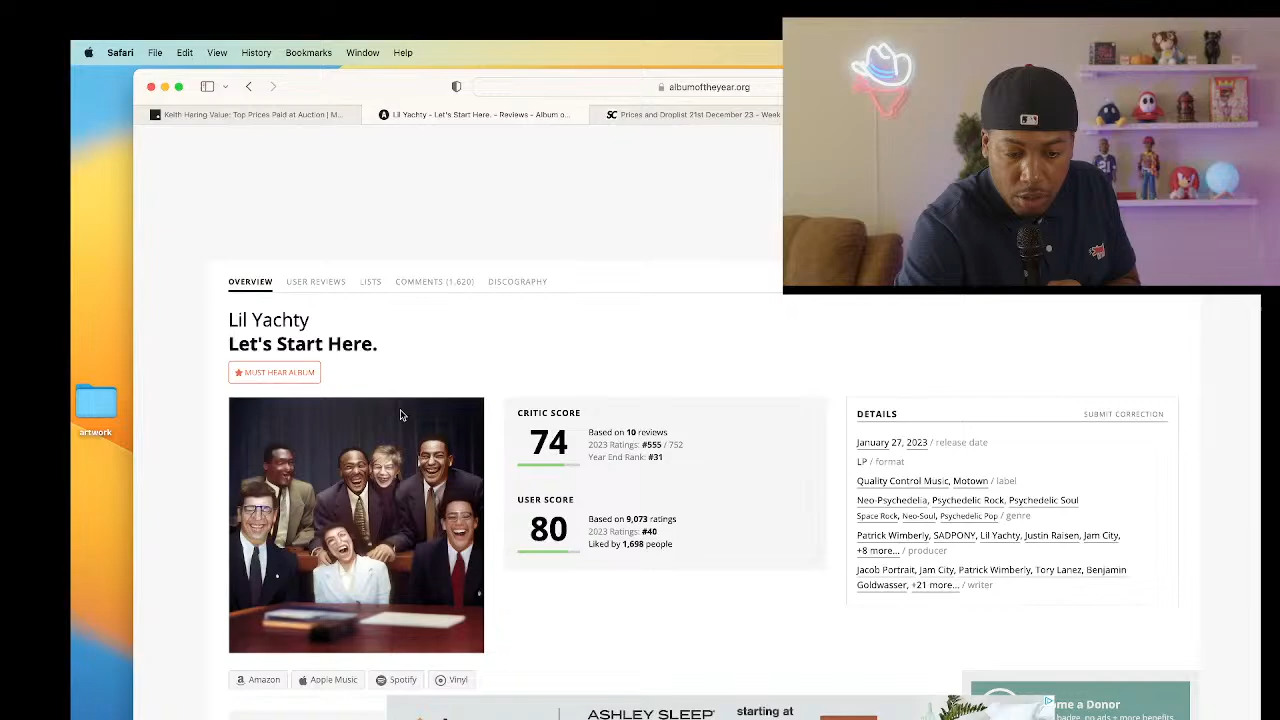 Safari File Edit View History Bookmarks Window Help
albumoftheyear.org
Keith Haring Value: Top Prices Paid at Auction | M...
Lil Yachty - Let's Start Here. - Reviews - Album o...
SC Prices and Droplist 21st December 23 - Week
OVERVIEW USER REVIEWS LISTS COMMENTS (1,620) DISCOGRAPHY
Lil Yachty
Let's Start Here.
MUST HEAR ALBUM
artwork
CRITIC SCORE
74
Based on 10 reviews
2023 Ratings: #555 / 752
Year End Rank: #31
USER SCORE
80
Based on 9,073 ratings
2023 Ratings: #40
Liked by 1,698 people
DETAILS
SUBMIT CORRECTION
January 27, 2023 / release date
LP / format
Quality Control Music, Motown / label
Neo-Psychedelia, Psychedelic Rock, Psychedelic Soul
Space Rock, Neo-Soul, Psychedelic Pop / genre
Patrick Wimberly, SADPONY, Lil Yachty, Justin Raisen, Jam City,
+8 more... / producer
Jacob Portrait, Jam City, Patrick Wimberly, Tory Lanez, Benjamin
Goldwasser, +21 more... / writer
Amazon
Apple Music
Spotify
Vinyl
ASHLEY SLEEP°
starting at
me a Donor
badge, no ads + more benefits.